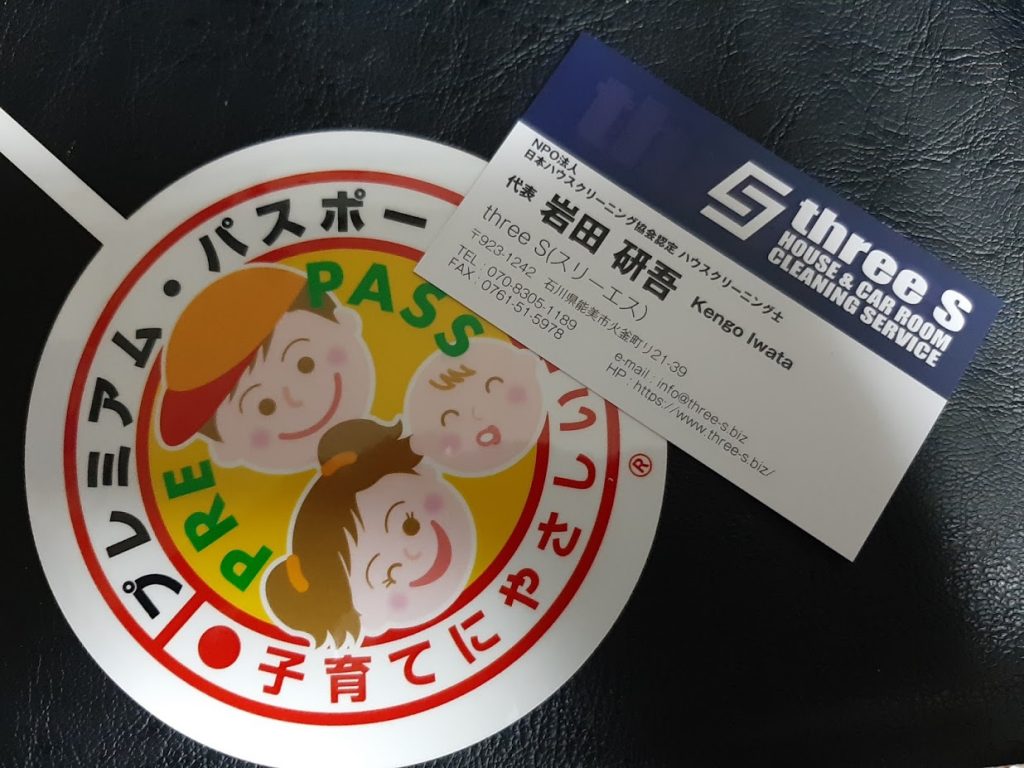 プレミアム・パスポー
PRE
PASS
子育てにやさしい
®
th
S
three s
HOUSE & CAR ROOM
CLEANING SERVICE
NPO法人
日本ハウスクリーニング協会認定 ハウスクリーニング士
代表 岩田 研吾 Kengo Iwata
three S(スリーエス)
〒923-1242 石川県能美市火釜町リ21-39
TEL : 070-8305-1189
FAX : 0761-51-5978
e-mail : info@three-s.biz
HP : https://www.three-s.biz/